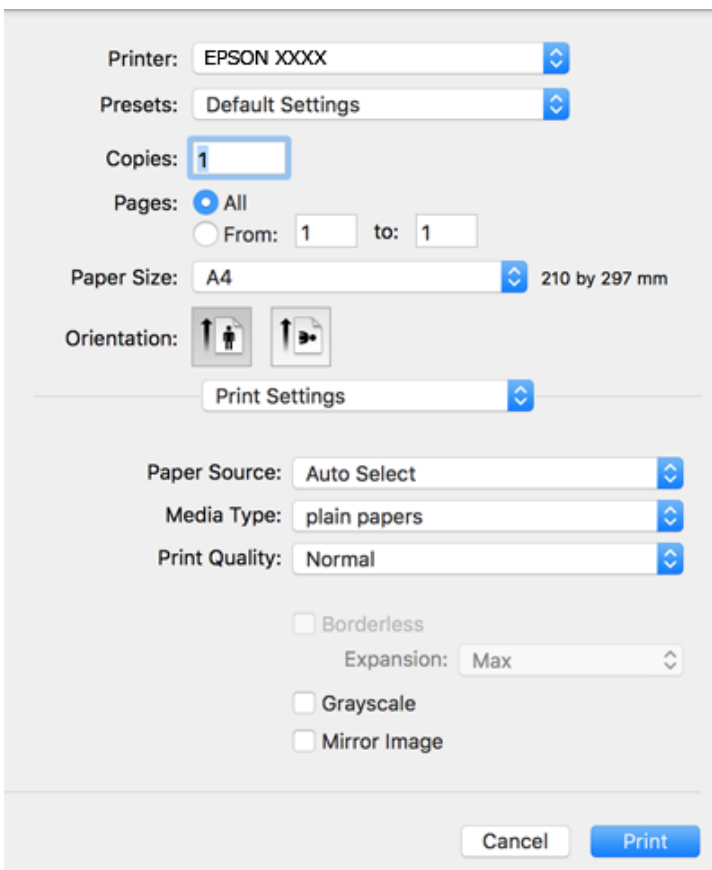 Printer: EPSON XXXX
Presets: Default Settings
Copies: 1
Pages: All
From: 1 to: 1
Paper Size: A4 210 by 297 mm
Orientation:
Print Settings
Paper Source: Auto Select
Media Type: plain papers
Print Quality: Normal
Borderless
Expansion: Max
Grayscale
Mirror Image
Cancel Print